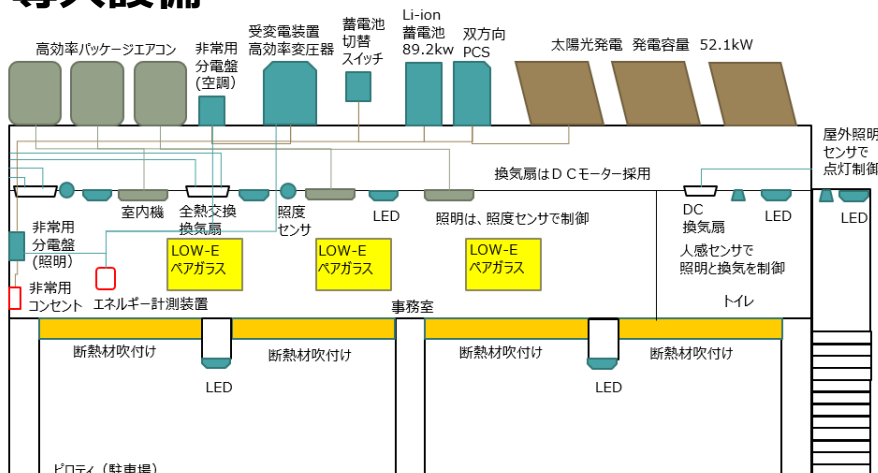 導入設備
高効率パッケージエアコン
非常用
分電盤
(空調)
受変電装置
高効率変圧器
蓄電池
切替
スイッチ
Li-ion
蓄電池
89.2kw
双方向
PCS
太陽光発電 発電容量 52.1kW
屋外照明
センサで
点灯制御
換気扇はDCモーター採用
室内機
全熱交換
換気扇
照度
センサ
LED
照明は、照度センサで制御
DC
換気扇
LED
LED
人感センサで
照明と換気を制御
非常用
分電盤
(照明)
LOW-E
ペアガラス
LOW-E
ペアガラス
LOW-E
ペアガラス
非常用
コンセント
エネルギー計測装置
事務室
トイレ
断熱材吹付け
断熱材吹付け
断熱材吹付け
断熱材吹付け
LED
LED
ピロティ（駐車場）